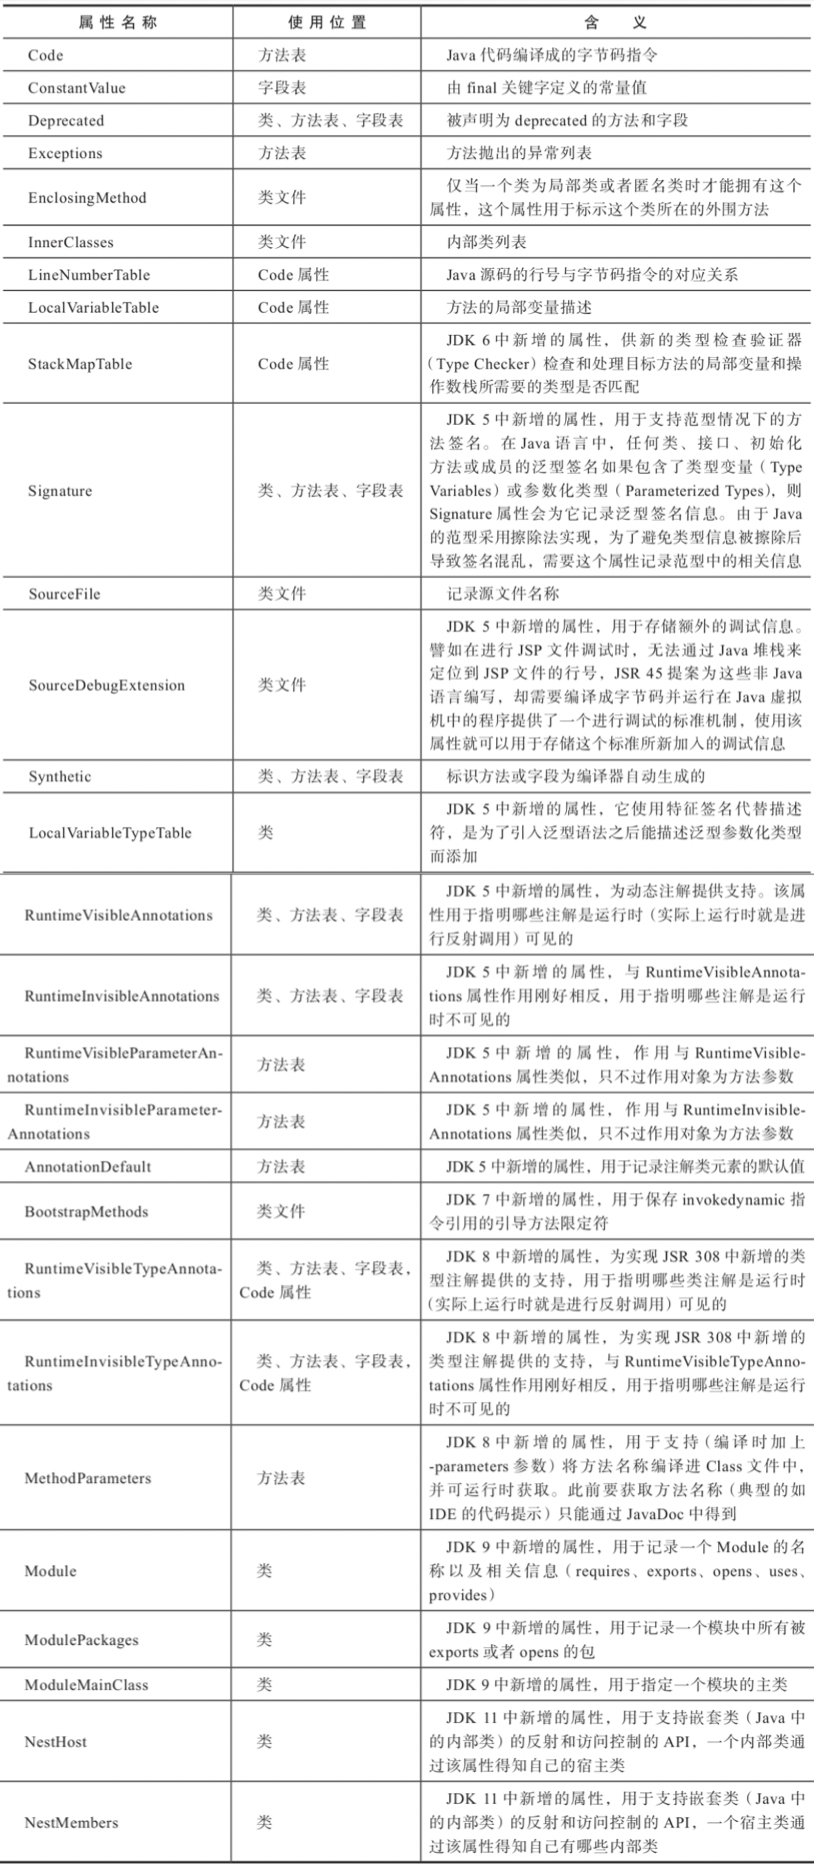 属性名称 使用位置 含 义
Code 方法表 Java 代码编译成的字节码指令
ConstantValue 字段表 由 final 关键字定义的常量值
Deprecated 类、方法表、字段表 被声明为 deprecated 的方法和字段
Exceptions 方法表 方法抛出的异常列表
EnclosingMethod 类文件 仅当一个类为局部类或者匿名类时才能拥有这个
属性，这个属性用于标示这个类所在的外围方法
InnerClasses 类文件 内部类列表
LineNumberTable Code 属性 Java 源码的行号与字节码指令的对应关系
LocalVariableTable Code 属性 方法的局部变量描述
StackMapTable Code 属性 JDK 6 中新增的属性，供新的类型检查验证器
（Type Checker）检查和处理目标方法的局部变量和操
作数栈所需要的类型是否匹配
Signature 类、方法表、字段表 JDK 5 中新增的属性，用于支持范型情况下的方
法签名。在 Java 语言中，任何类、接口、初始化
方法或成员的泛型签名如果包含了类型变量（Type
Variables）或参数化类型（Parameterized Types），则
Signature 属性会为它记录泛型签名信息。由于 Java
的范型采用擦除法实现，为了避免类型信息被擦除后
导致签名混乱，需要这个属性记录范型中的相关信息
SourceFile 类文件 记录源文件名称
SourceDebugExtension 类文件 JDK 5 中新增的属性，用于存储额外的调试信息。
譬如在进行 JSP 文件调试时，无法通过 Java 堆栈来
定位到 JSP 文件的行号，JSR 45 提案为这些非 Java
语言编写，却需要编译成字节码并运行在 Java 虚拟
机中的程序提供了一个进行调试的标准机制，使用该
属性就可以用于存储这个标准所新加入的调试信息
Synthetic 类、方法表、字段表 标识方法或字段为编译器自动生成的
LocalVariableTypeTable 类 JDK 5 中新增的属性，它使用特征签名代替描述
符，是为了引入泛型语法之后能描述泛型参数化类型
而添加
RuntimeVisibleAnnotations 类、方法表、字段表 JDK 5 中新增的属性，为动态注解提供支持。该属
性用于指明哪些注解是运行时（实际上运行时就是进
行反射调用）可见的
RuntimeInvisibleAnnotations 类、方法表、字段表 JDK 5 中新增的属性，与 RuntimeVisibleAnnota-
tions 属性作用刚好相反，用于指明哪些注解是运行
时不可见的
RuntimeVisibleParameterAn-
notations 方法表 JDK 5 中新增的属性，作用与 RuntimeVisible-
Annotations 属性类似，只不过作用对象为方法参数
RuntimeInvisibleParameter-
Annotations 方法表 JDK 5 中新增的属性，作用与 RuntimeInvisible-
Annotations 属性类似，只不过作用对象为方法参数
AnnotationDefault 方法表 JDK 5 中新增的属性，用于记录注解类元素的默认值
BootstrapMethods 类文件 JDK 7 中新增的属性，用于保存 invokedynamic 指
令引用的引导方法限定符
RuntimeVisibleTypeAnnota-
tions 类、方法表、字段表，
Code 属性 JDK 8 中新增的属性，为实现 JSR 308 中新增的类
型注解提供的支持，用于指明哪些类注解是运行时
（实际上运行时就是进行反射调用）可见的
RuntimeInvisibleTypeAnno-
tations 类、方法表、字段表，
Code 属性 JDK 8 中新增的属性，为实现 JSR 308 中新增的
类型注解提供的支持，与 RuntimeVisibleTypeAnno-
tations 属性作用刚好相反，用于指明哪些注解是运行
时不可见的
MethodParameters 方法表 JDK 8 中新增的属性，用于支持（编译时加上
-parameters 参数）将方法名称编译进 Class 文件中，
并可运行时获取。此前要获取方法名称（典型的如
IDE 的代码提示）只能通过 JavaDoc 中得到
Module 类 JDK 9 中新增的属性，用于记录一个 Module 的名
称以及相关信息（requires、exports、opens、uses、
provides）
ModulePackages 类 JDK 9 中新增的属性，用于记录一个模块中所有被
exports 或者 opens 的包
ModuleMainClass 类 JDK 9 中新增的属性，用于指定一个模块的主类
NestHost 类 JDK 11 中新增的属性，用于支持嵌套类（Java 中
的内部类）的反射和访问控制的 API，一个内部类通
过该属性得知自己的宿主类
NestMembers 类 JDK 11 中新增的属性，用于支持嵌套类（Java 中
的内部类）的反射和访问控制的 API，一个宿主类通
过该属性得知自己有哪些内部类